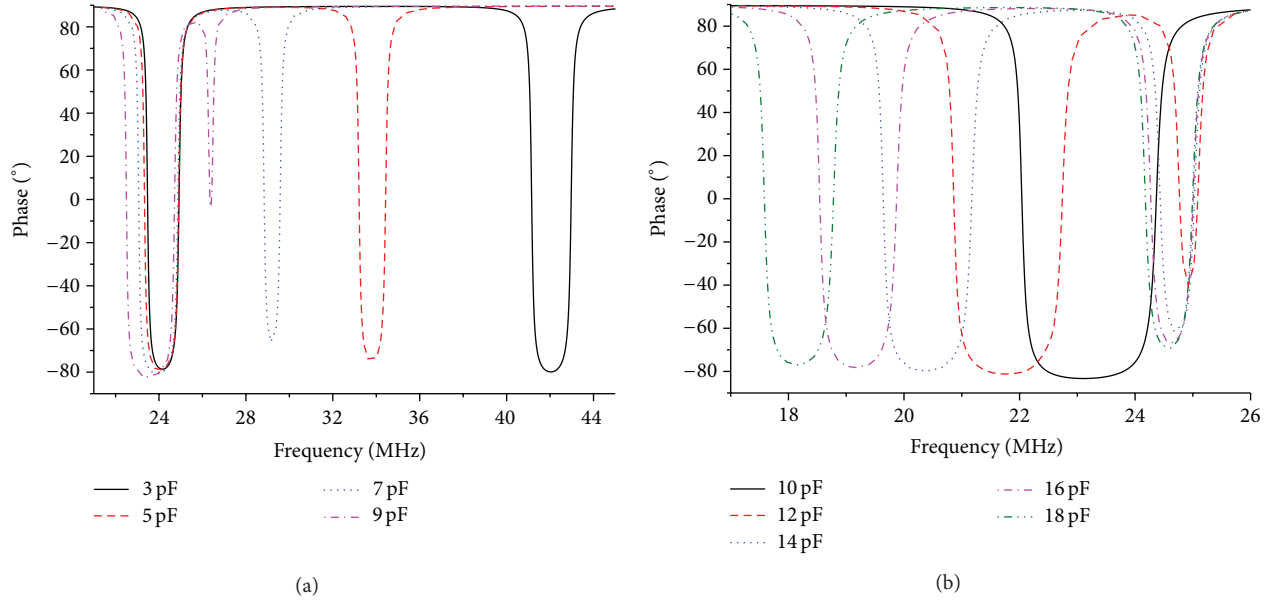 80
60
40
20
0
−20
−40
−60
−80
Phase (°)
24
28
32
36
40
44
Frequency (MHz)
3 pF
5 pF
7 pF
9 pF
(a)
80
60
40
20
0
−20
−40
−60
−80
Phase (°)
18
20
22
24
26
Frequency (MHz)
10 pF
12 pF
14 pF
16 pF
18 pF
(b)